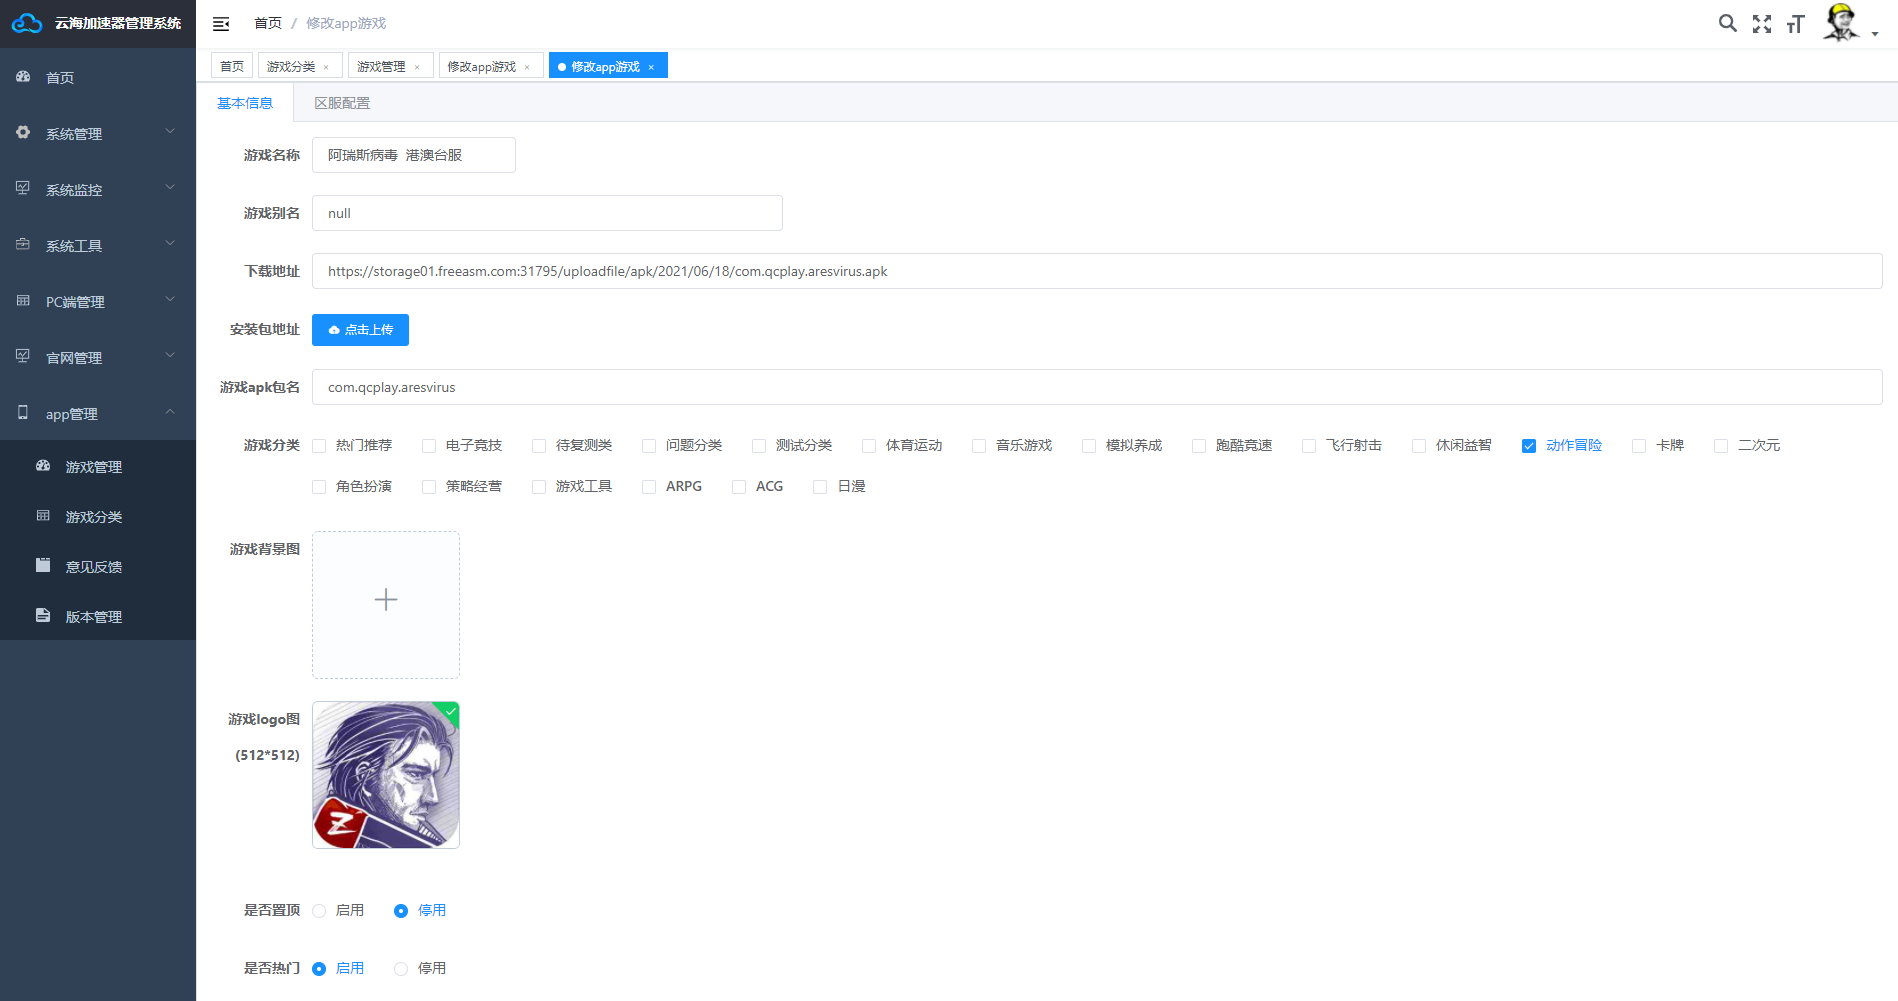 云海加速器管理系统
首页 / 修改app游戏
首页 游戏分类 × 游戏管理 × 修改app游戏 × 修改app游戏 ×
首页
系统管理
系统监控
系统工具
PC端管理
官网管理
app管理
游戏管理
游戏分类
意见反馈
版本管理
基本信息 区服配置
游戏名称 阿瑞斯病毒 港澳台服
游戏别名 null
下载地址 https://storage01.freeasm.com:31795/uploadfile/apk/2021/06/18/com.qcplay.aresvirus.apk
安装包地址 点击上传
游戏apk包名 com.qcplay.aresvirus
游戏分类 热门推荐 电子竞技 待复测类 问题分类 测试分类 体育运动 音乐游戏 模拟养成 跑酷竞速 飞行射击 休闲益智 动作冒险 卡牌 二次元
角色扮演 策略经营 游戏工具 ARPG ACG 日漫
游戏背景图
游戏logo图
(512*512)
Z
是否置顶 启用 停用
是否热门 启用 停用